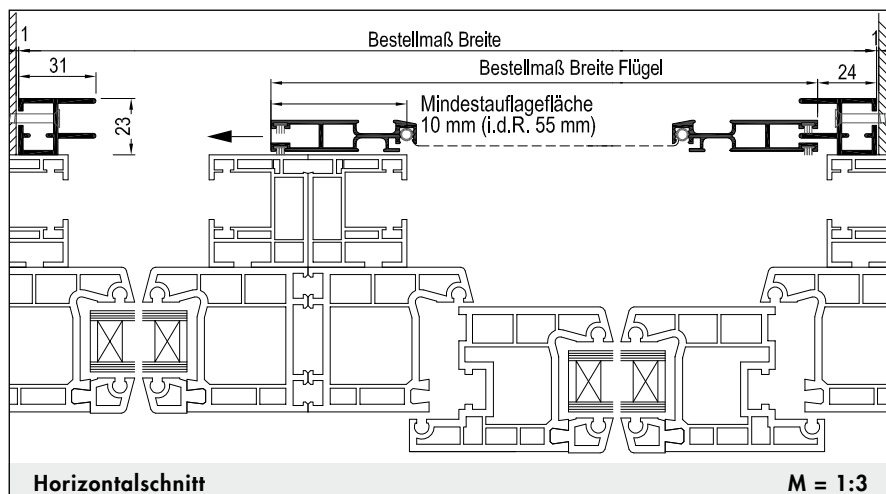 1
Bestellmaß Breite
1
31
Bestellmaß Breite Flügel
24
23
Mindestauflagefläche
10 mm (i.d.R. 55 mm)
Horizontalschnitt
M = 1:3